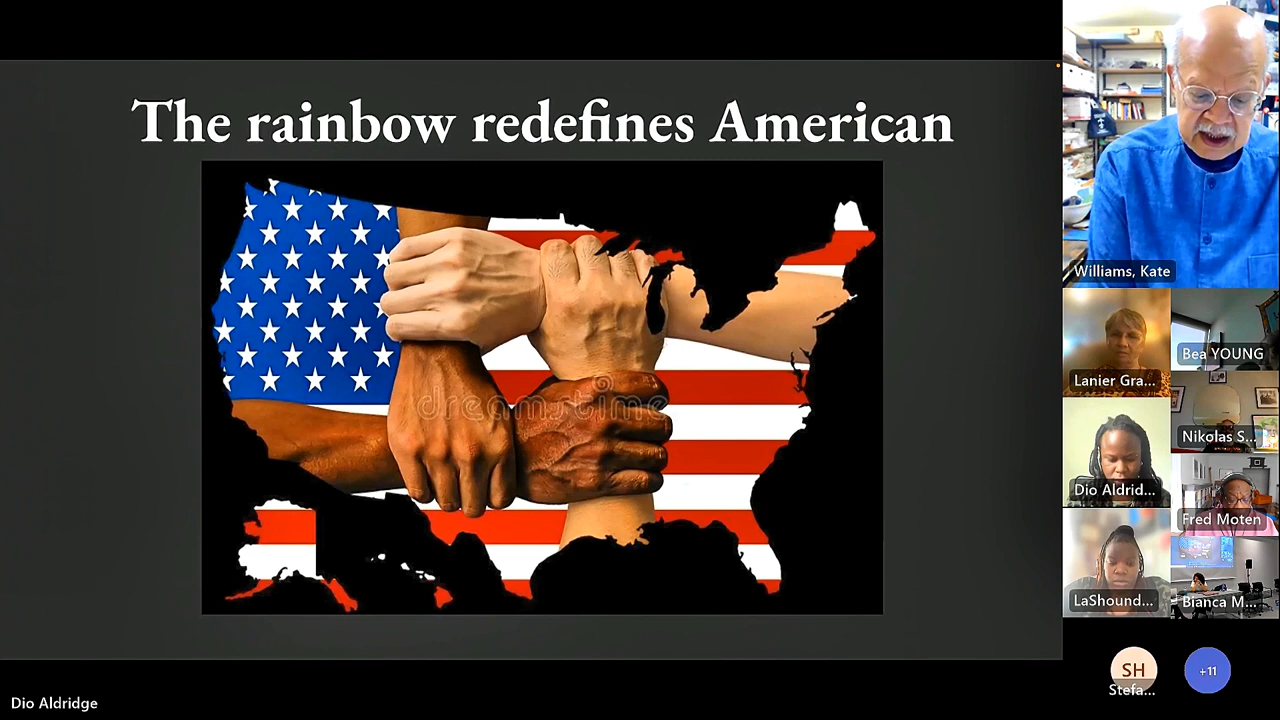 The rainbow redefines American
dreamstime
Williams, Kate
Lanier Gra...
Bea YOUNG
Nikolas S...
Dio Aldrid...
Fred Moten
LaShound...
Bianca M...
SH
Stefa...
+11
Dio Aldridge